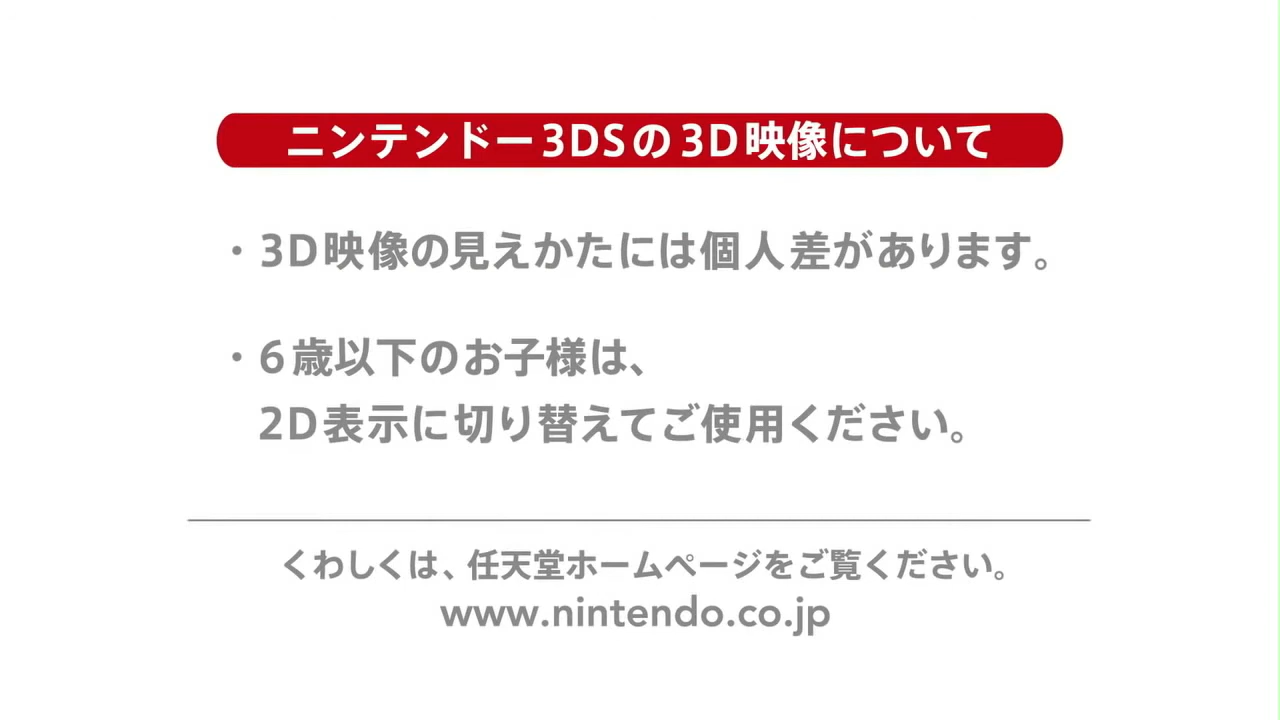 ニンテンドー3DSの3D映像について
・3D映像の見えかたには個人差があります。
・6歳以下のお子様は、
2D表示に切り替えてご使用ください。
くわしくは、任天堂ホームページをご覧ください。
www.nintendo.co.jp